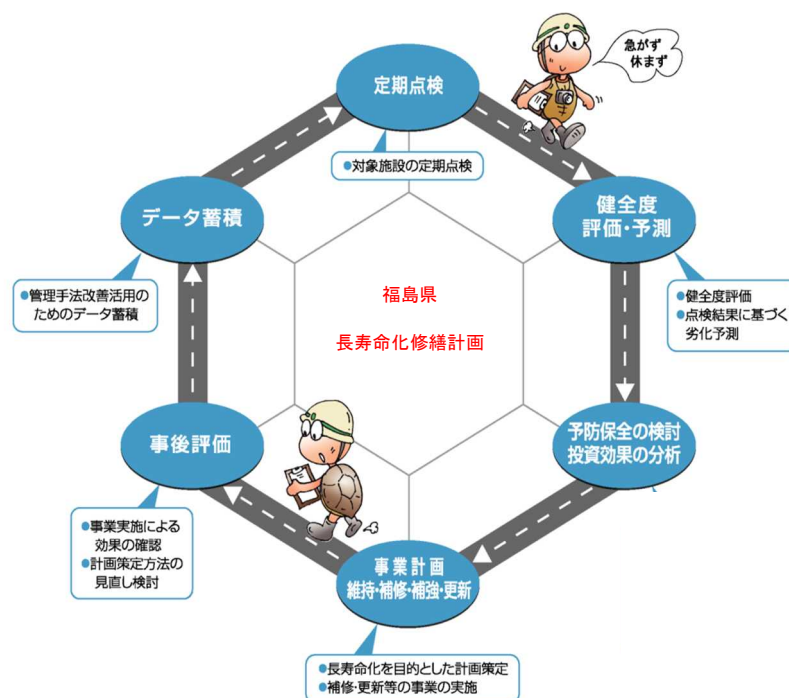 定期点検
急がず
休まず
●対象施設の定期点検
データ蓄積
健全度
評価・予測
●管理手法改善活用の
ためのデータ蓄積
福島県
長寿命化修繕計画
●健全度評価
●点検結果に基づく
劣化予測
事後評価
予防保全の検討
投資効果の分析
●事業実施による
効果の確認
●計画策定方法の
見直し検討
事業計画
維持・補修・補強・更新
●長寿命化を目的とした計画策定
●補修・更新等の事業の実施